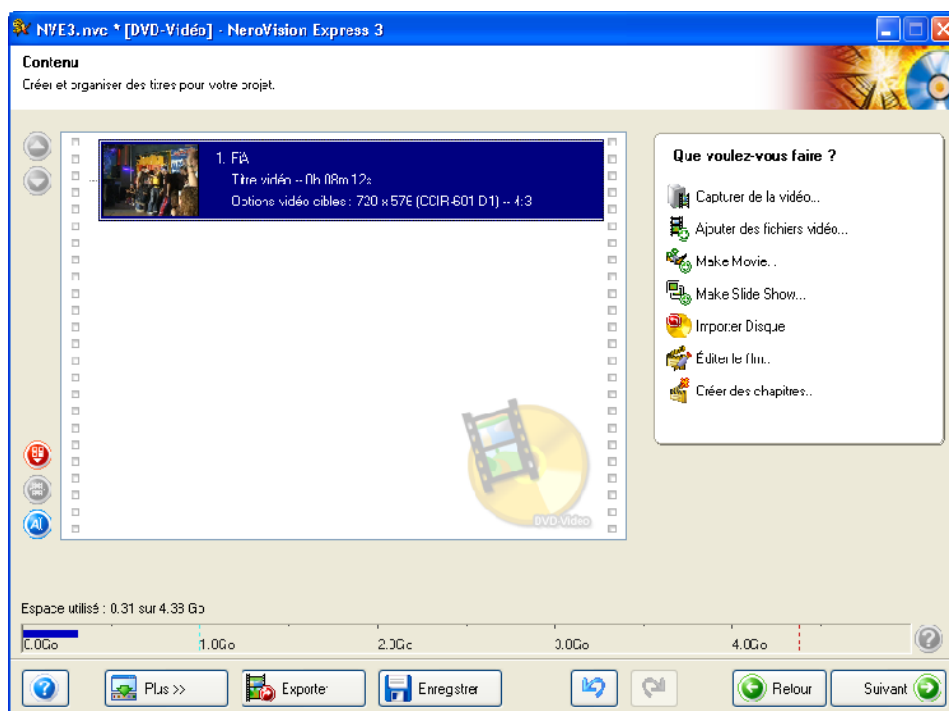 NVE3.nvc * [DVD-Vidéo] - NeroVision Express 3
Contenu
Créer et organiser des titres pour votre projet.
1. FiA
Titre vidéo -- 0h 08m 12s
Options vidéo cibles : 720 x 576 (CCIR-601 D1) -- 4:3
DVD-Video
Que voulez-vous faire ?
Capturer de la vidéo...
Ajouter des fichiers vidéo...
Make Movie...
Make Slide Show...
Importer Disque
Éditer le film...
Créer des chapitres...
Espace utilisé : 0.31 sur 4.38 Go
0.0Go 1.0Go 2.0Go 3.0Go 4.0Go
Plus >> Exporter Enregistrer Retour Suivant